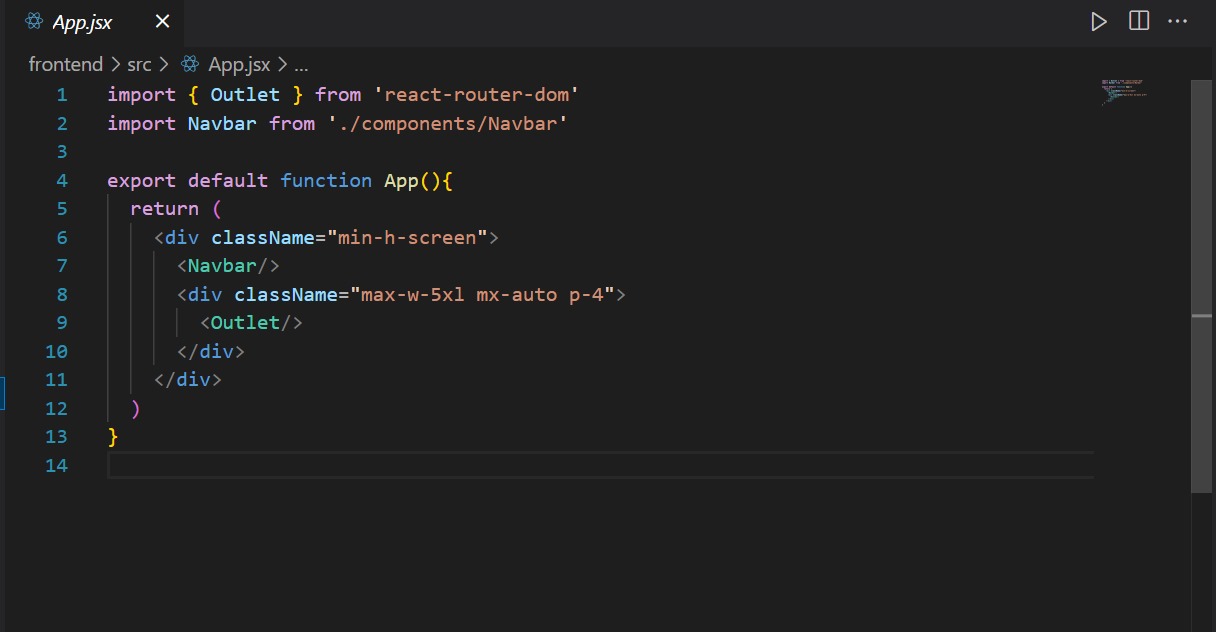 App.jsx
frontend > src > App.jsx > ...
1 import { Outlet } from 'react-router-dom'
2 import Navbar from './components/Navbar'
3
4 export default function App(){
5   return (
6     <div className="min-h-screen">
7       <Navbar/>
8       <div className="max-w-5xl mx-auto p-4">
9         <Outlet/>
10       </div>
11     </div>
12   )
13 }
14